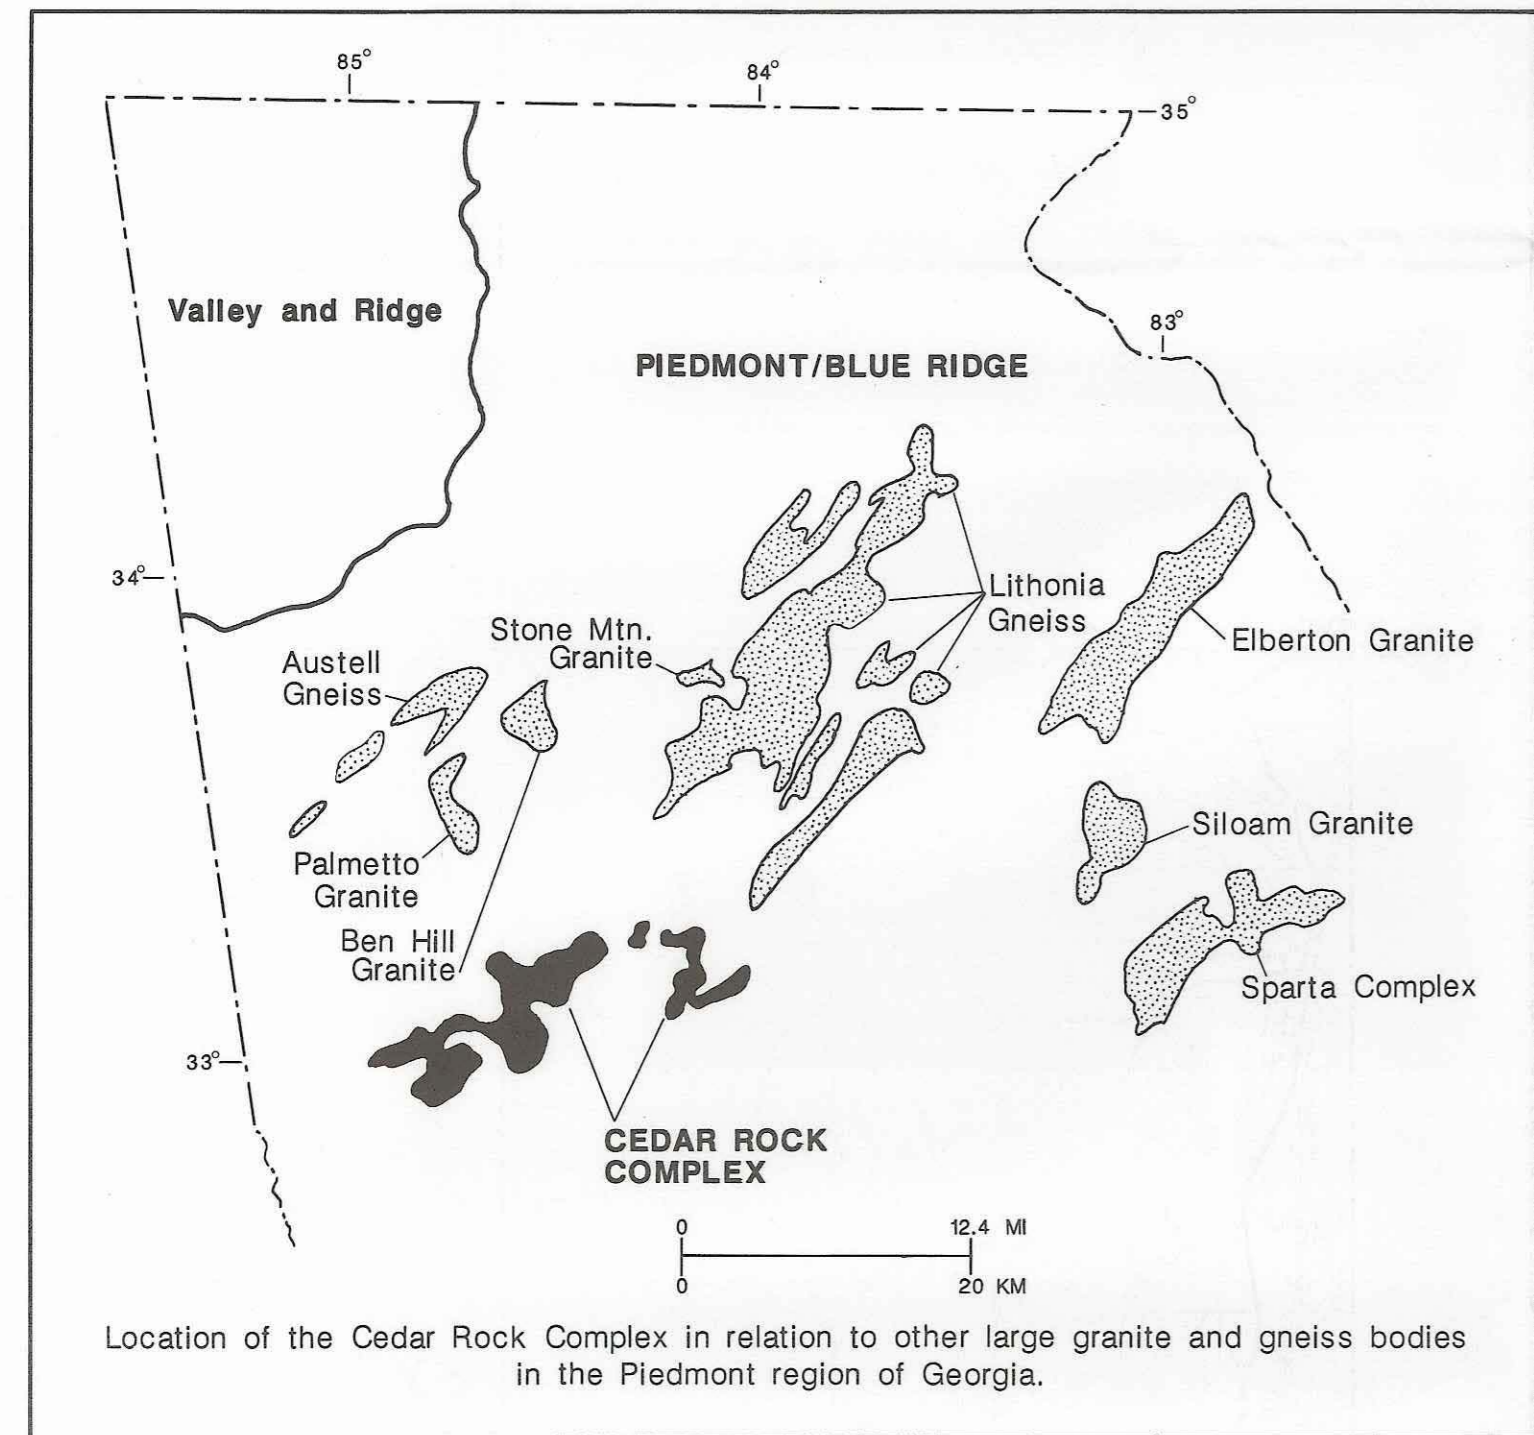 85°
84°
35°
Valley and Ridge
83°
PIEDMONT/BLUE RIDGE
34°
Lithonia
Gneiss
Stone Mtn.
Granite
Elberton Granite
Austell
Gneiss
Siloam Granite
Palmetto
Granite
Ben Hill
Granite
Sparta Complex
33°
CEDAR ROCK
COMPLEX
0 12.4 MI
0 20 KM
Location of the Cedar Rock Complex in relation to other large granite and gneiss bodies
in the Piedmont region of Georgia.